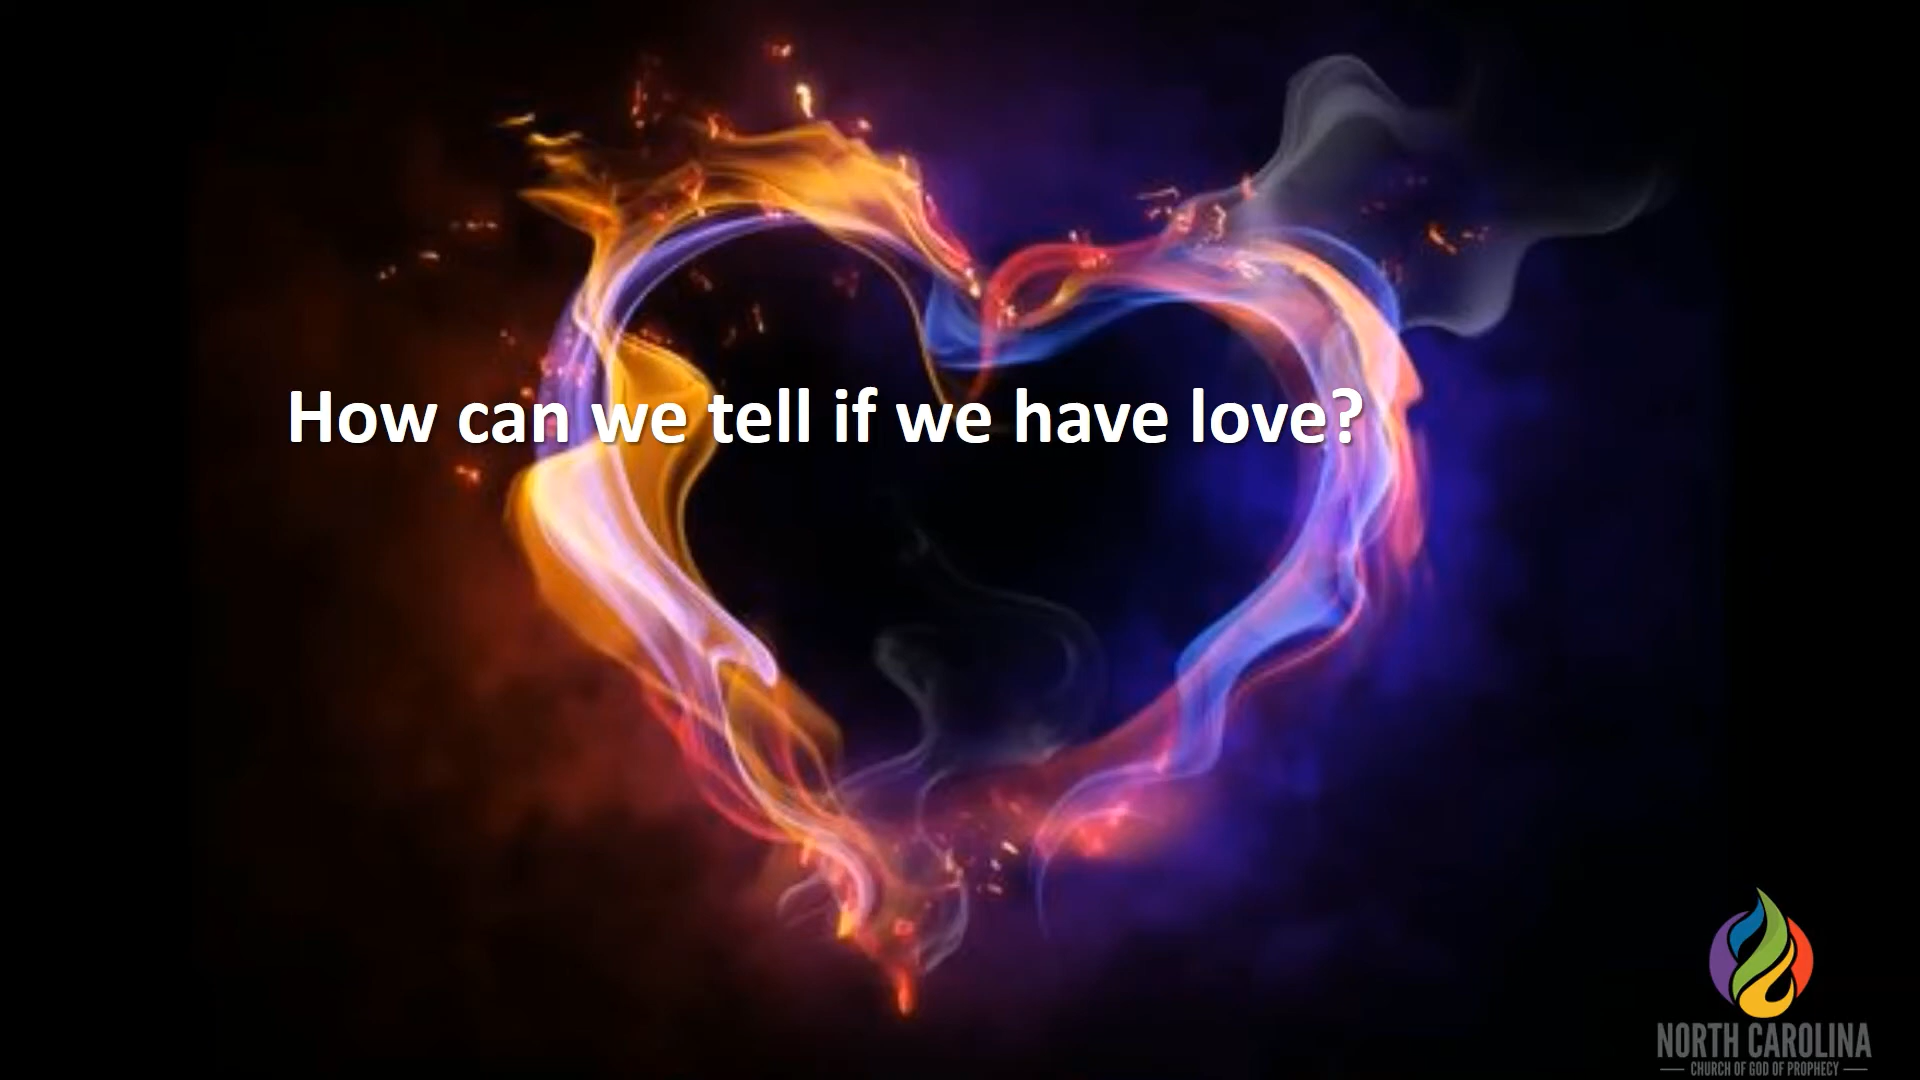 How can we tell if we have love?
NORTH CAROLINA
CHURCH OF GOD OF PROPHECY